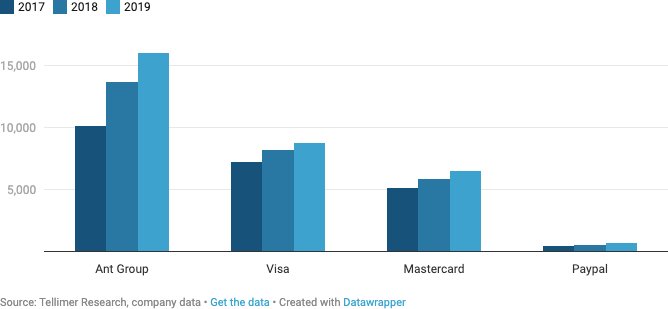 2017 2018 2019
15,000
10,000
5,000
Ant Group Visa Mastercard Paypal
Source: Tellimer Research, company data • Get the data • Created with Datawrapper